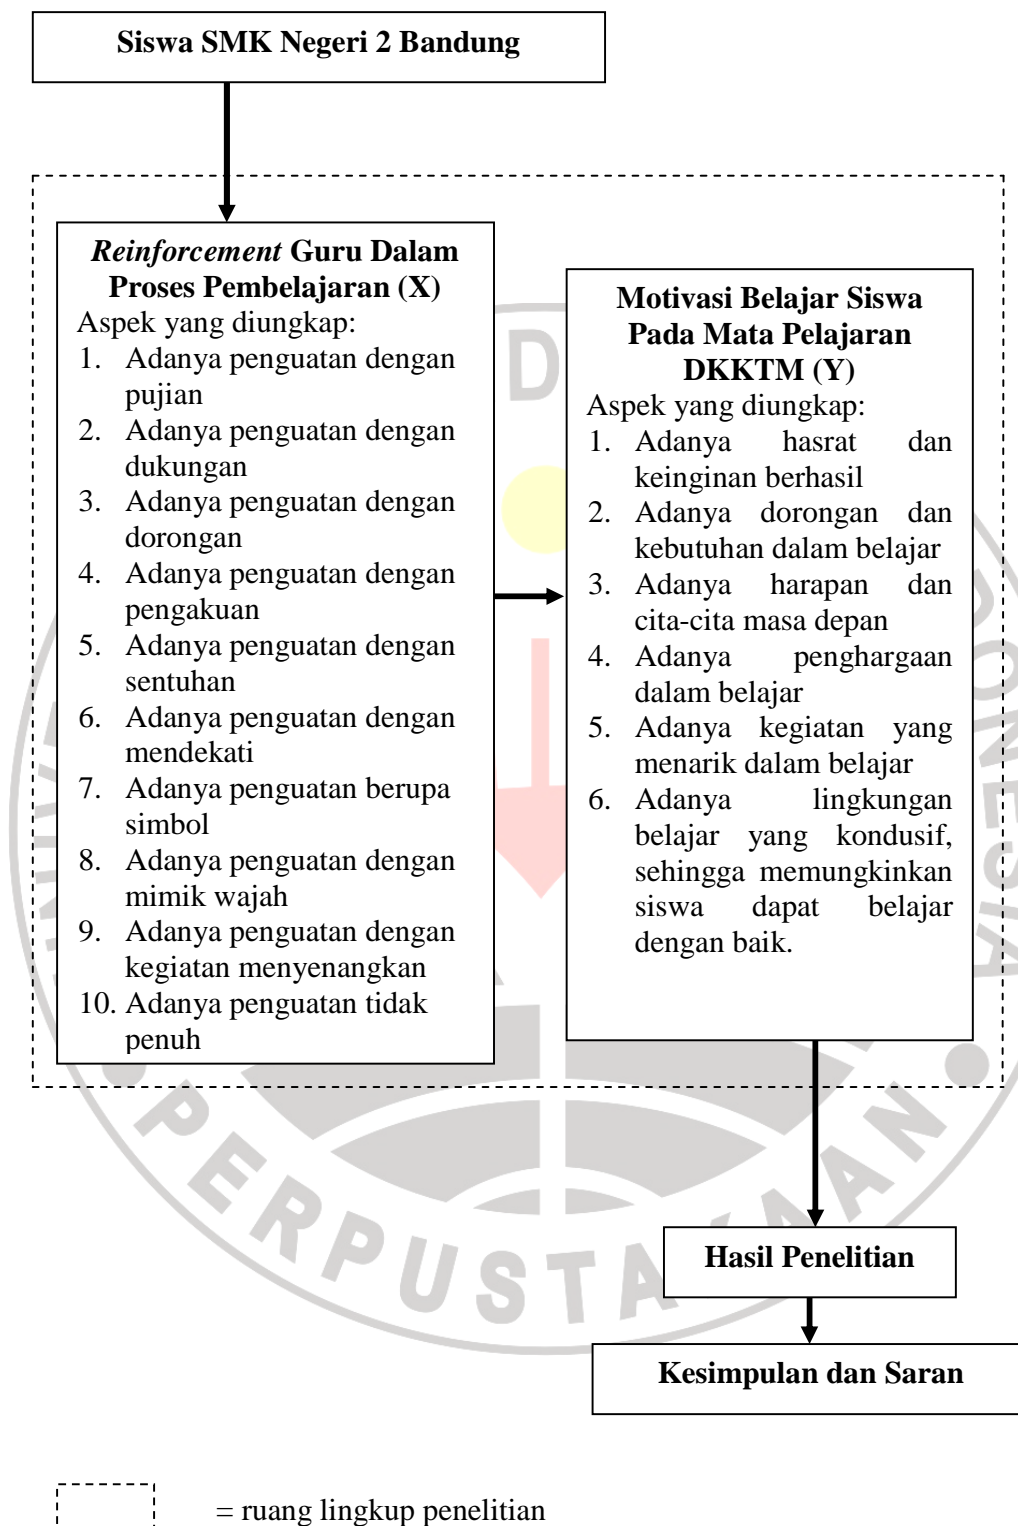 Siswa SMK Negeri 2 Bandung
Reinforcement Guru Dalam
Proses Pembelajaran (X)
Aspek yang diungkap:
1. Adanya penguatan dengan
pujian
2. Adanya penguatan dengan
dukungan
3. Adanya penguatan dengan
dorongan
4. Adanya penguatan dengan
pengakuan
5. Adanya penguatan dengan
sentuhan
6. Adanya penguatan dengan
mendekati
7. Adanya penguatan berupa
simbol
8. Adanya penguatan dengan
mimik wajah
9. Adanya penguatan dengan
kegiatan menyenangkan
10. Adanya penguatan tidak
penuh
Motivasi Belajar Siswa
Pada Mata Pelajaran
DKKTM (Y)
Aspek yang diungkap:
1. Adanya hasrat dan
keinginan berhasil
2. Adanya dorongan dan
kebutuhan dalam belajar
3. Adanya harapan dan
cita-cita masa depan
4. Adanya penghargaan
dalam belajar
5. Adanya kegiatan yang
menarik dalam belajar
6. Adanya lingkungan
belajar yang kondusif,
sehingga memungkinkan
siswa dapat belajar
dengan baik.
Hasil Penelitian
Kesimpulan dan Saran
= ruang lingkup penelitian
PERPUSTAKAAN